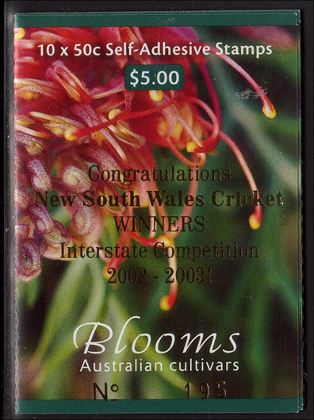 10 x 50c Self-Adhesive Stamps
$5.00
Congratulations
New South Wales Cricket
WINNERS
Interstate Competition
2002 - 2003!
Blooms
Australian cultivars
No 195